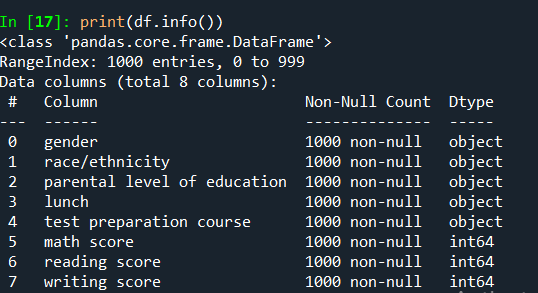 In [17]: print(df.info())
<class 'pandas.core.frame.DataFrame'>
RangeIndex: 1000 entries, 0 to 999
Data columns (total 8 columns):
 #   Column                       Non-Null Count  Dtype
---  ------                       --------------  -----
 0   gender                       1000 non-null   object
 1   race/ethnicity               1000 non-null   object
 2   parental level of education  1000 non-null   object
 3   lunch                        1000 non-null   object
 4   test preparation course      1000 non-null   object
 5   math score                   1000 non-null   int64
 6   reading score                1000 non-null   int64
 7   writing score                1000 non-null   int64